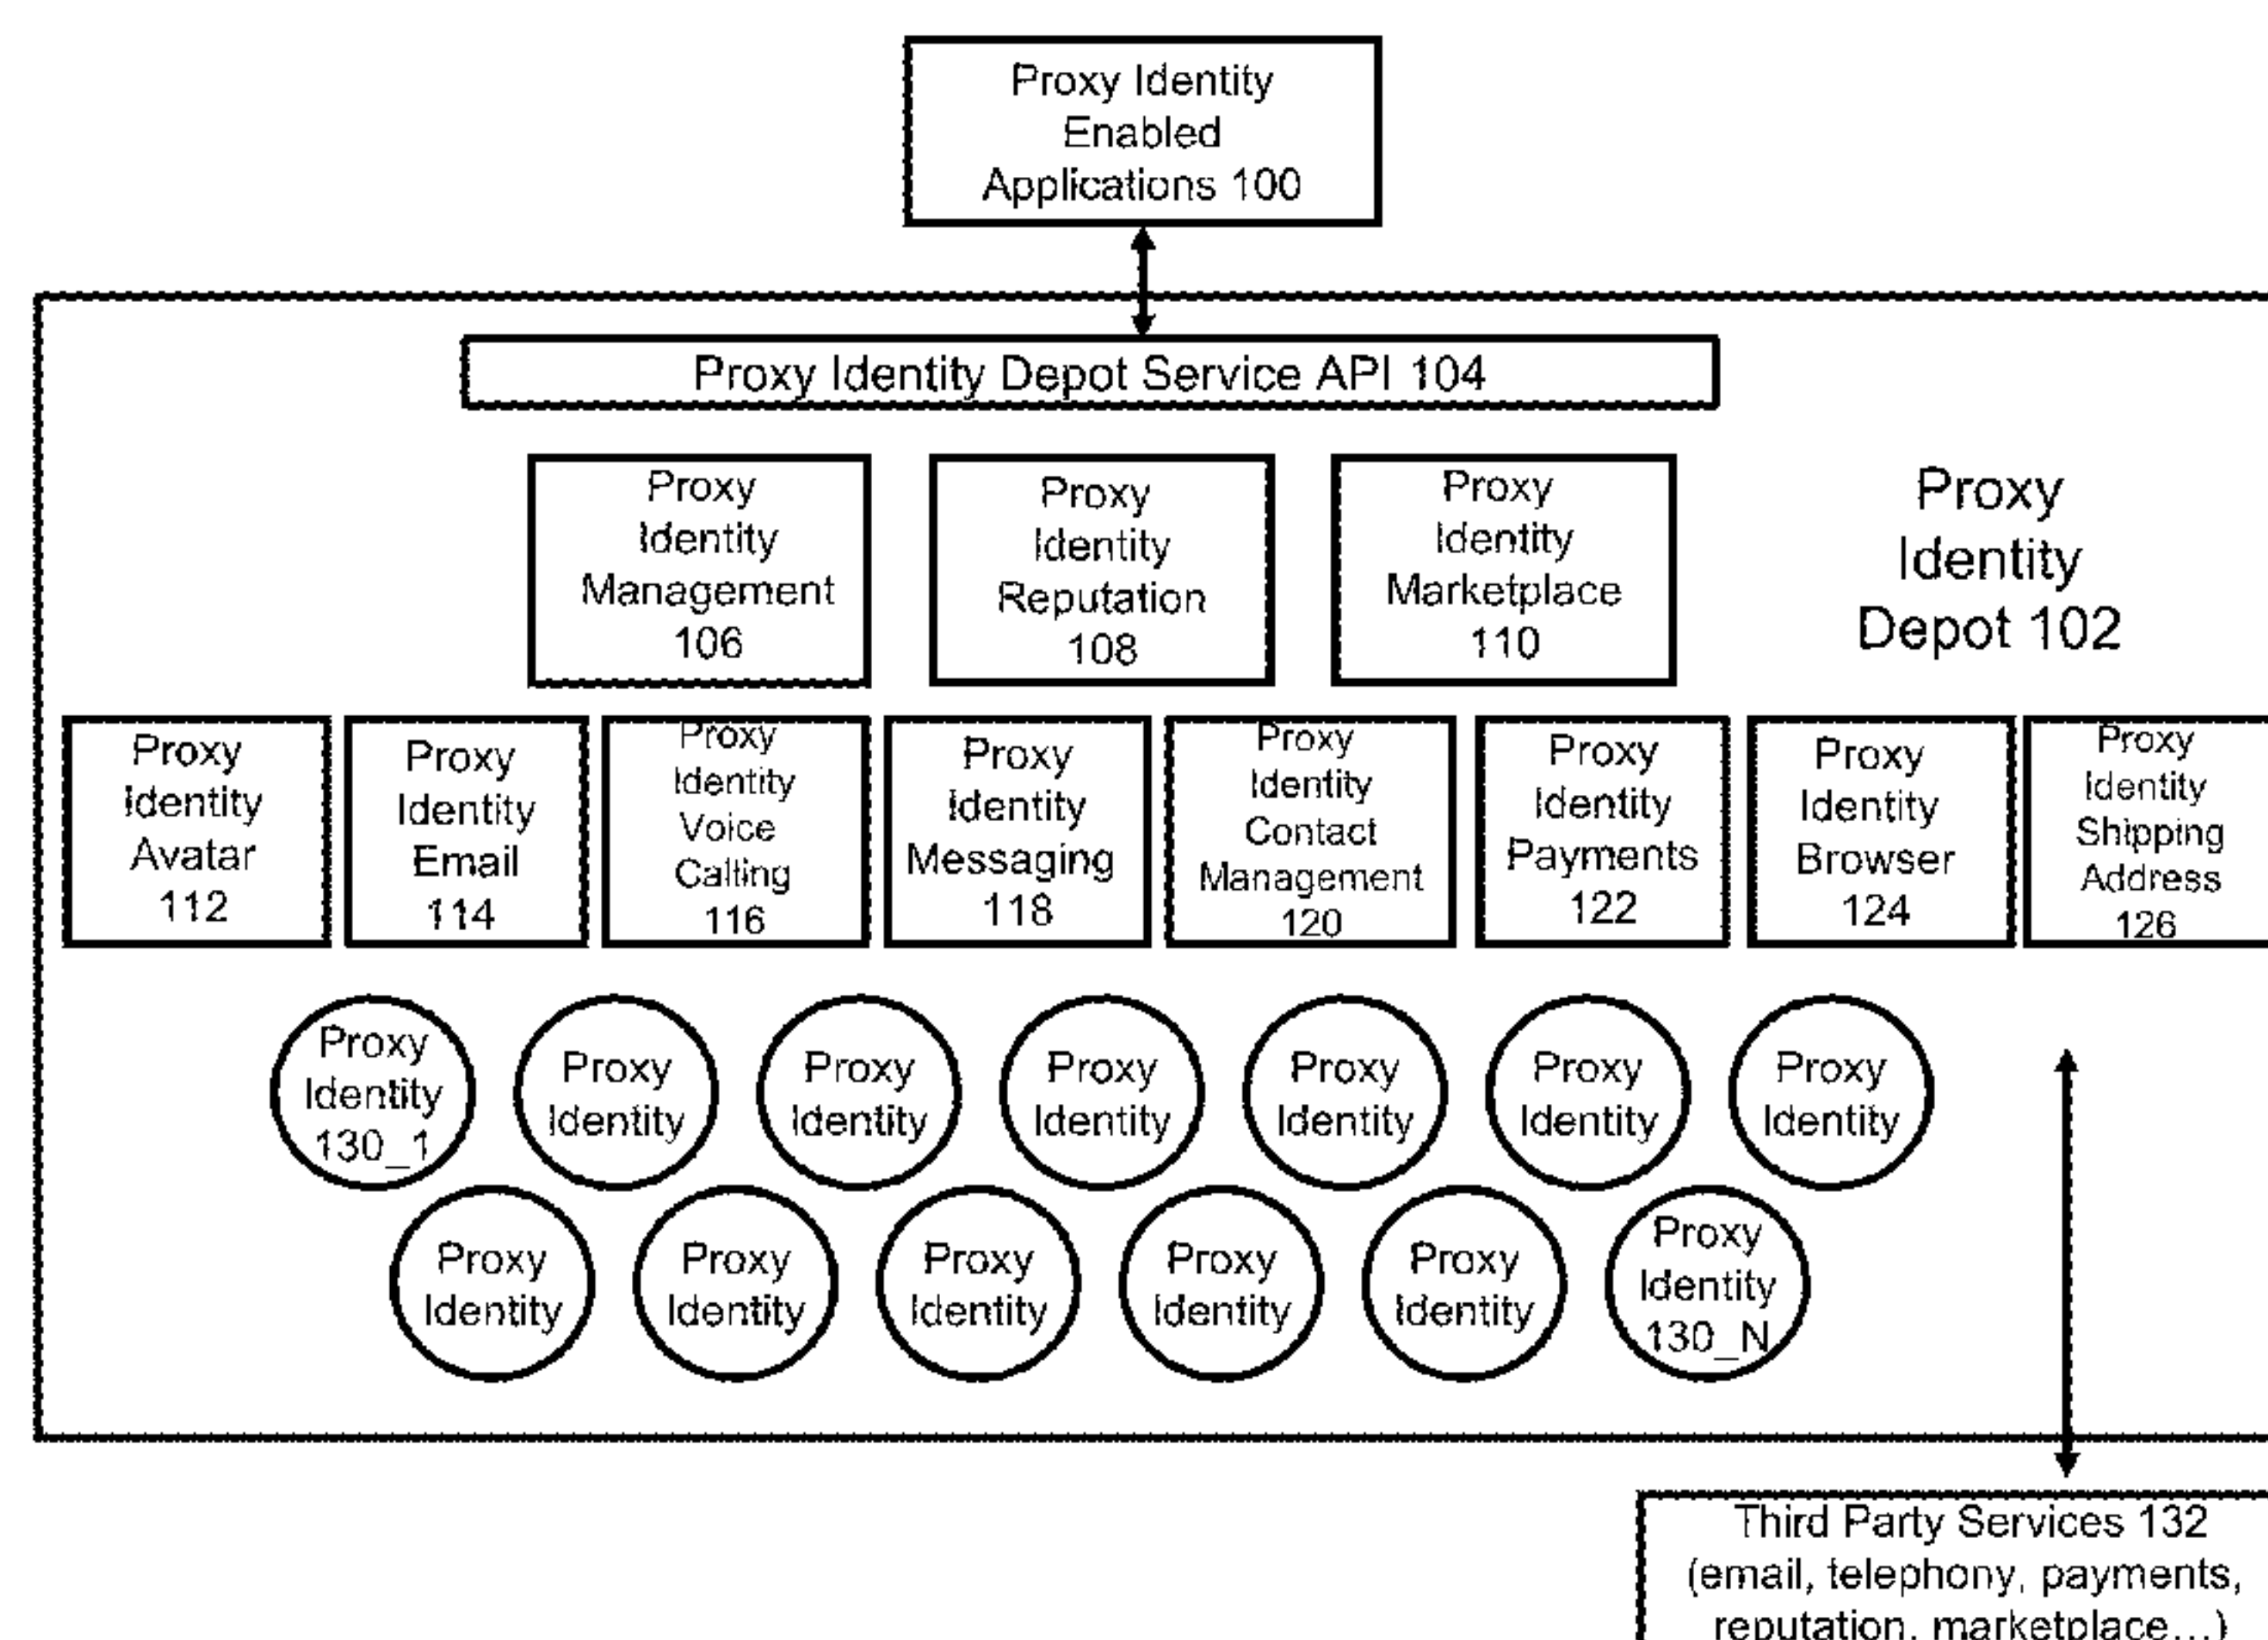 Proxy Identity
Enabled
Applications 100
Proxy Identity Depot Service API 104
Proxy
Identity
Management
106
Proxy
Identity
Reputation
108
Proxy
Identity
Marketplace
110
Proxy
Identity
Depot 102
Proxy
Identity
Avatar
112
Proxy
Identity
Email
114
Proxy
Identity
Voice
Calling
116
Proxy
Identity
Messaging
118
Proxy
Identity
Contact
Management
120
Proxy
Identity
Payments
122
Proxy
Identity
Browser
124
Proxy
Identity
Shipping
Address
126
Proxy
Identity
130_1
Proxy
Identity
Proxy
Identity
Proxy
Identity
Proxy
Identity
Proxy
Identity
Proxy
Identity
Proxy
Identity
Proxy
Identity
Proxy
Identity
Proxy
Identity
Proxy
Identity
Proxy
Identity
130_N
Third Party Services 132
(email, telephony, payments,
reputation, marketplace...)